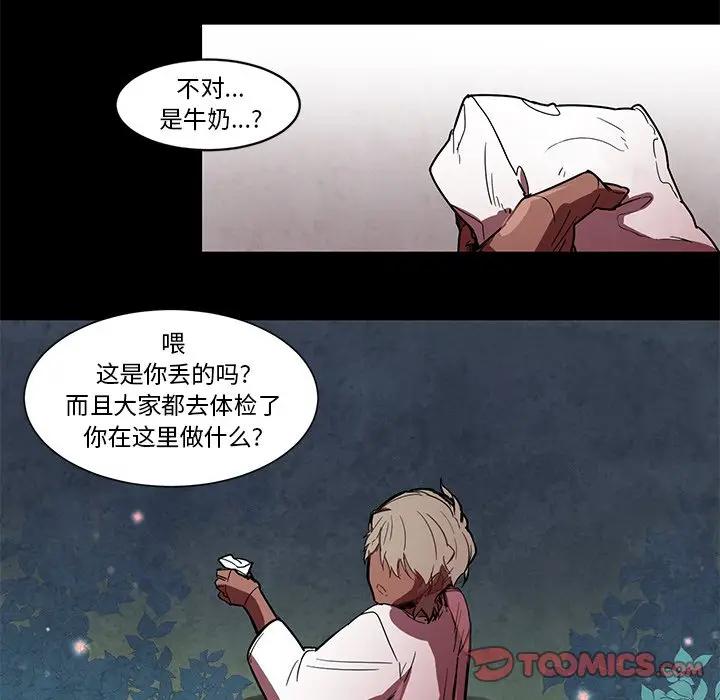 不对...
是牛奶...?
喂
这是你丢的吗?
而且大家都去体检了
你在这里做什么?
TOOMICS.COM